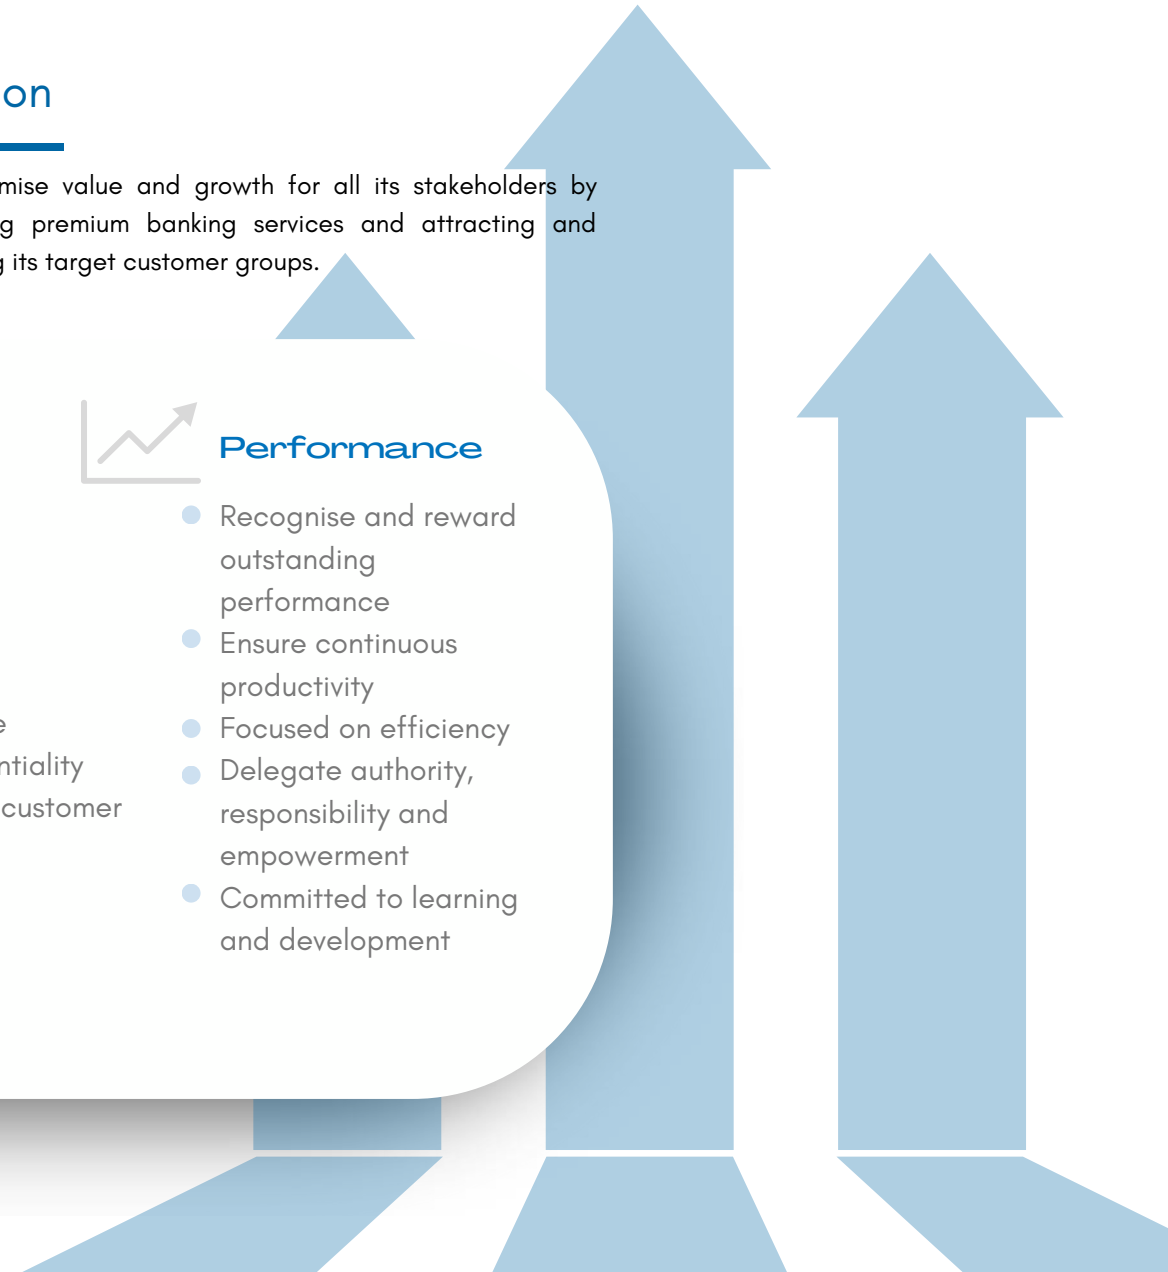 on
mise value and growth for all its stakeholders by
g premium banking services and attracting and
g its target customer groups.
Performance
Recognise and reward
outstanding
performance
Ensure continuous
productivity
Focused on efficiency
Delegate authority,
responsibility and
empowerment
Committed to learning
and development
e
ntiality
customer